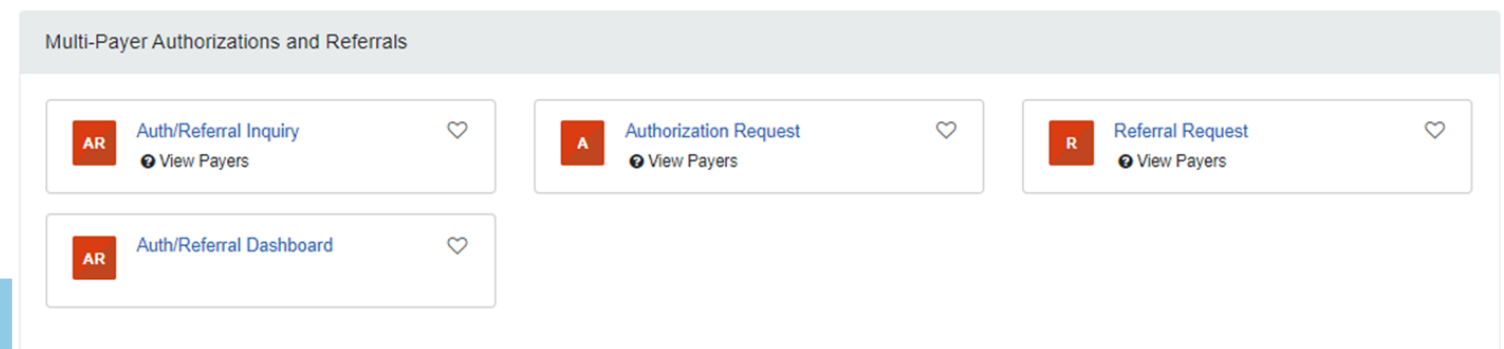 Multi-Payer Authorizations and Referrals
AR
Auth/Referral Inquiry
View Payers
A
Authorization Request
View Payers
R
Referral Request
View Payers
AR
Auth/Referral Dashboard